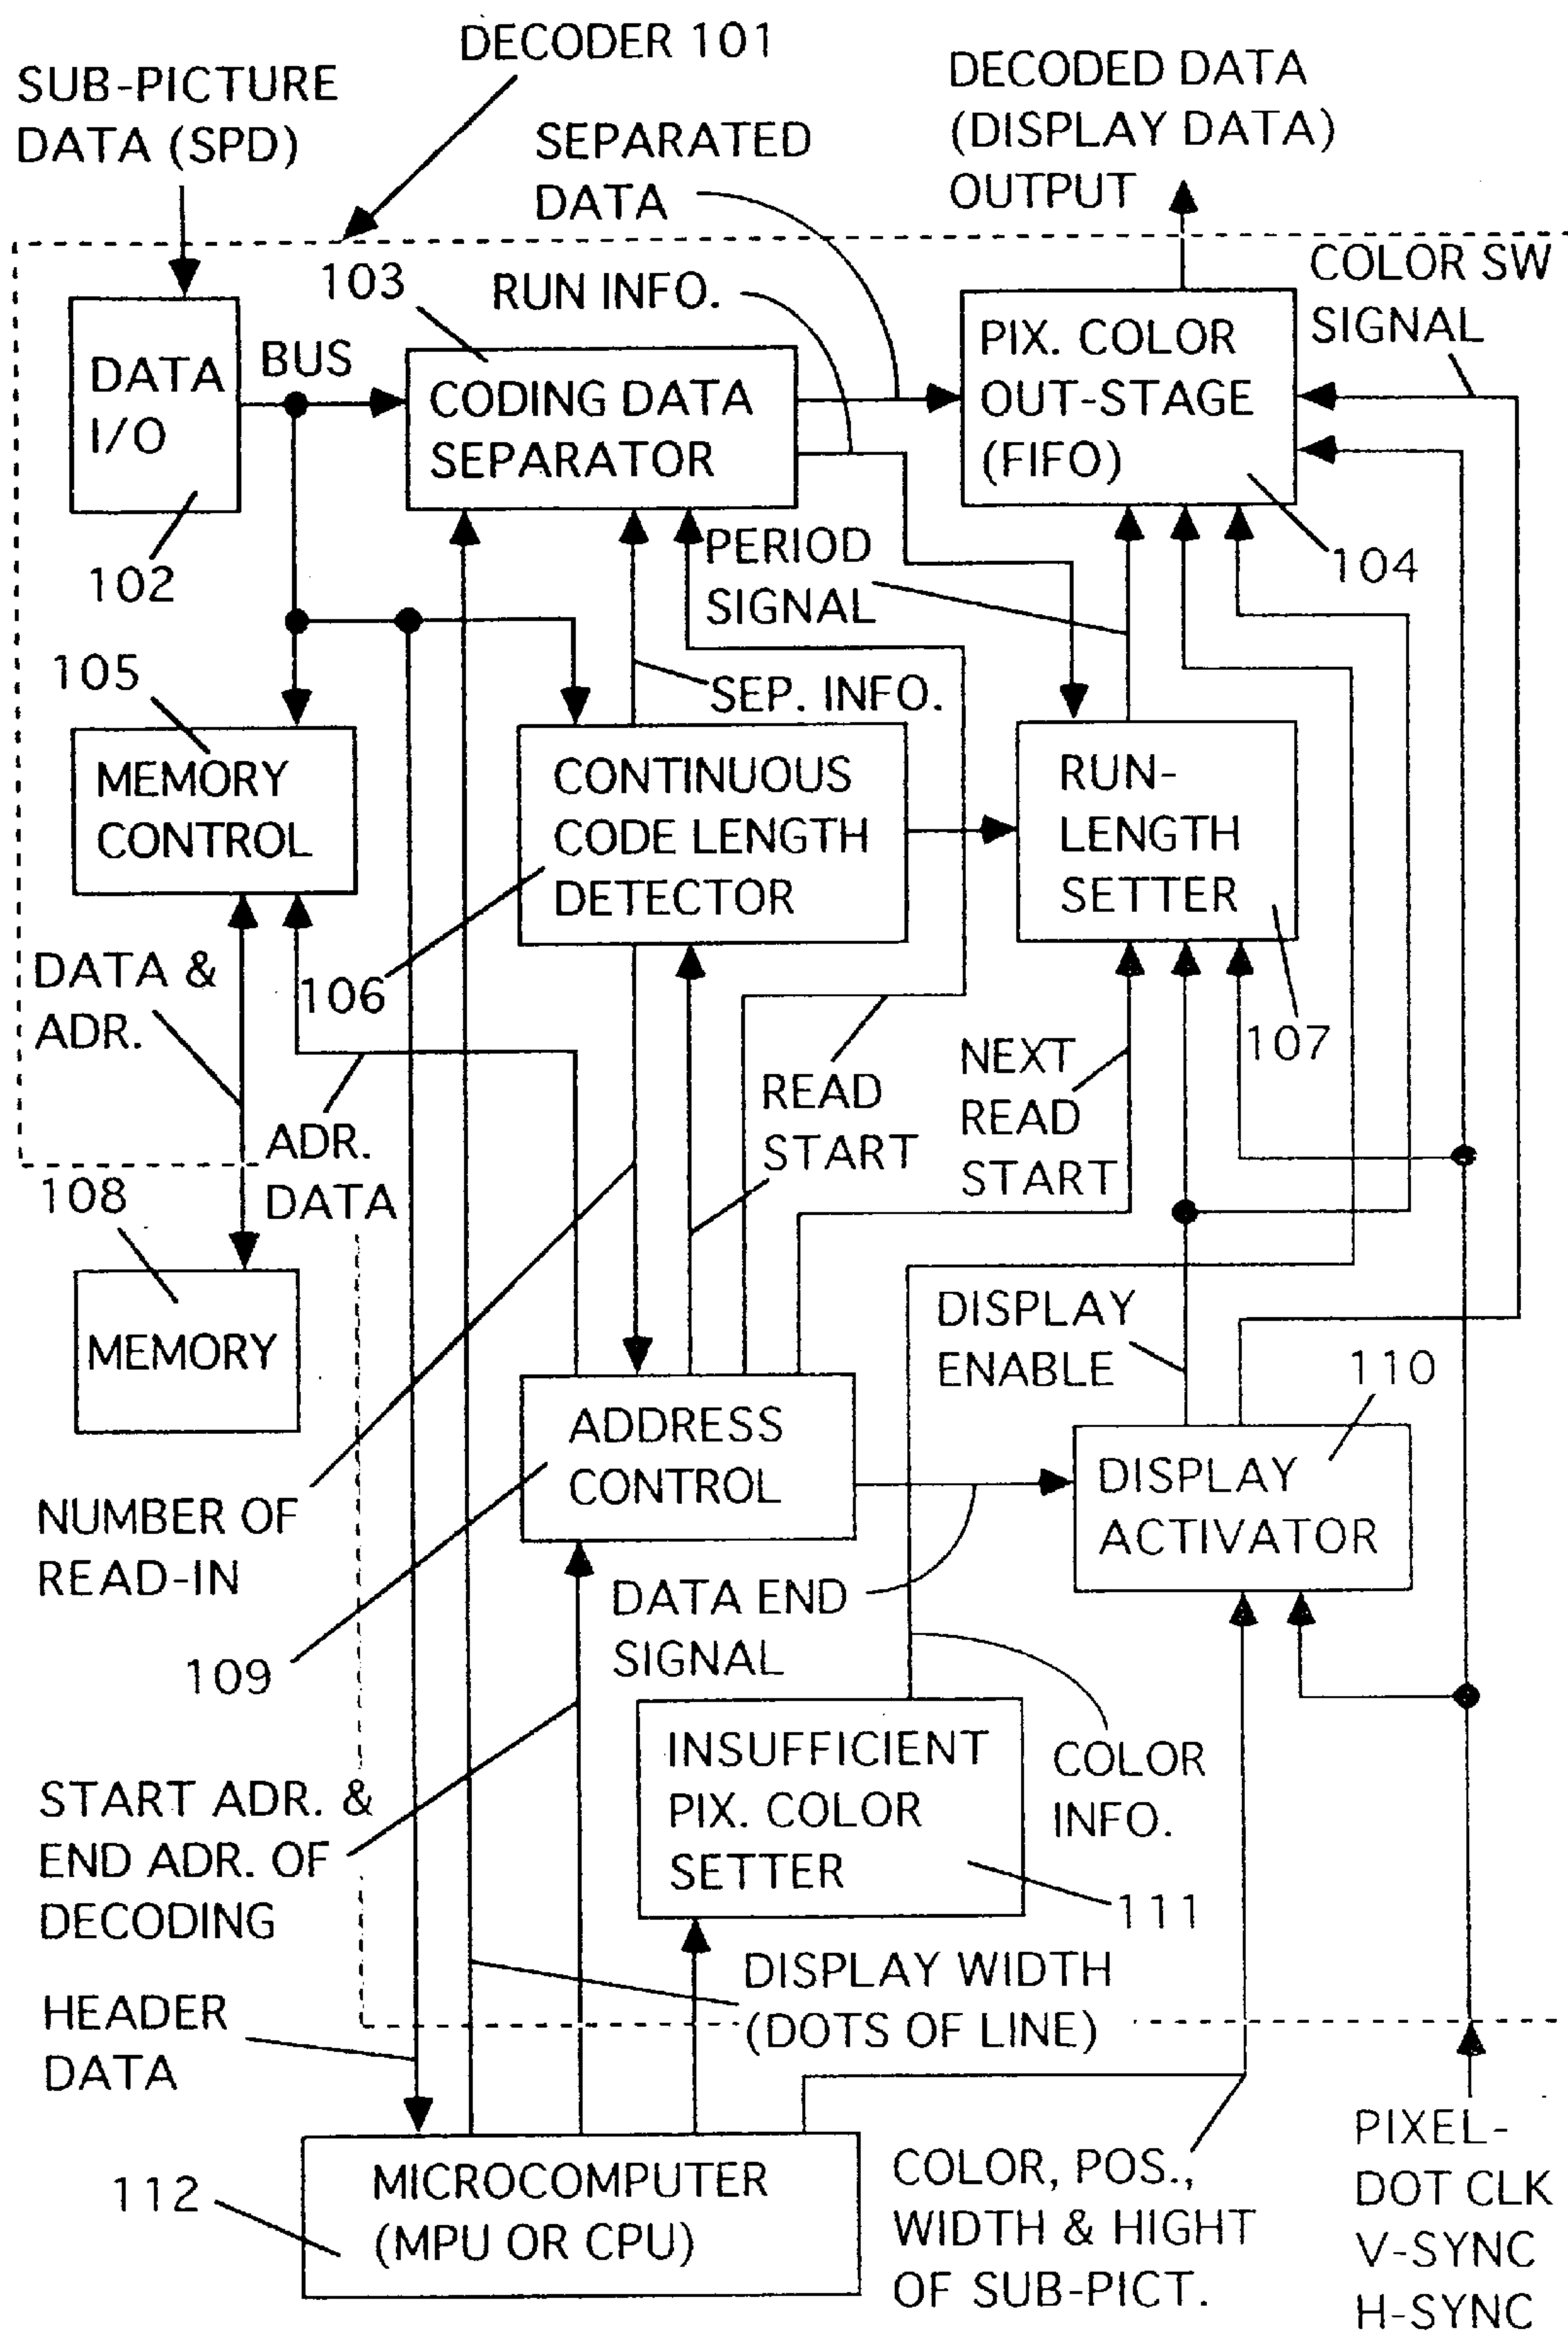 DECODER 101
SUB-PICTURE
DATA (SPD)
SEPARATED
DATA
DECODED DATA
(DISPLAY DATA)
OUTPUT
COLOR SW
SIGNAL
103
RUN INFO.
DATA
I/O
BUS
CODING DATA
SEPARATOR
PIX. COLOR
OUT-STAGE
(FIFO)
102
PERIOD
SIGNAL
104
105
SEP. INFO.
MEMORY
CONTROL
CONTINUOUS
CODE LENGTH
DETECTOR
RUN-
LENGTH
SETTER
DATA &
ADR.
106
107
READ
START
NEXT
READ
START
ADR.
DATA
108
MEMORY
DISPLAY
ENABLE
110
ADDRESS
CONTROL
DISPLAY
ACTIVATOR
NUMBER OF
READ-IN
DATA END
SIGNAL
109
INSUFFICIENT
PIX. COLOR
SETTER
COLOR
INFO.
START ADR. &
END ADR. OF
DECODING
111
DISPLAY WIDTH
(DOTS OF LINE)
HEADER
DATA
MICROCOMPUTER
(MPU OR CPU)
112
COLOR, POS.,
WIDTH & HIGHT
OF SUB-PICT.
PIXEL-
DOT CLK
V-SYNC
H-SYNC